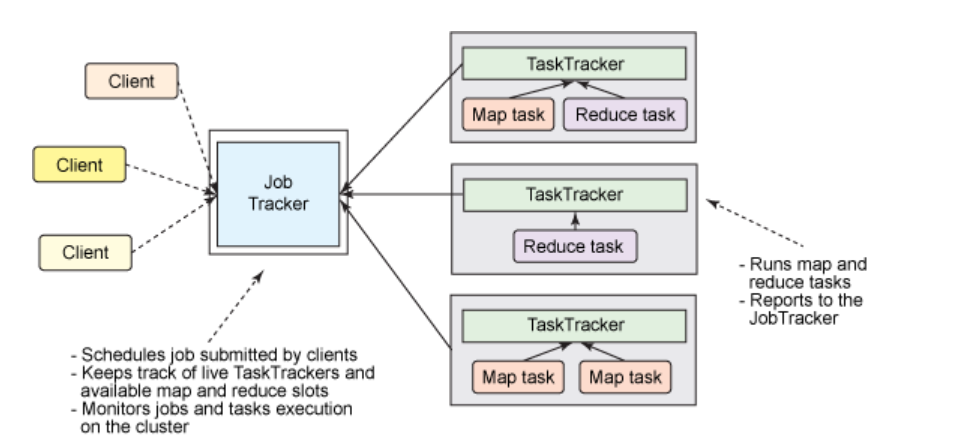 Client
Client
Client
Job
Tracker
TaskTracker
Map task
Reduce task
TaskTracker
Reduce task
TaskTracker
Map task
Map task
- Schedules job submitted by clients
- Keeps track of live TaskTrackers and
available map and reduce slots
- Monitors jobs and tasks execution
on the cluster
- Runs map and
reduce tasks
- Reports to the
JobTracker